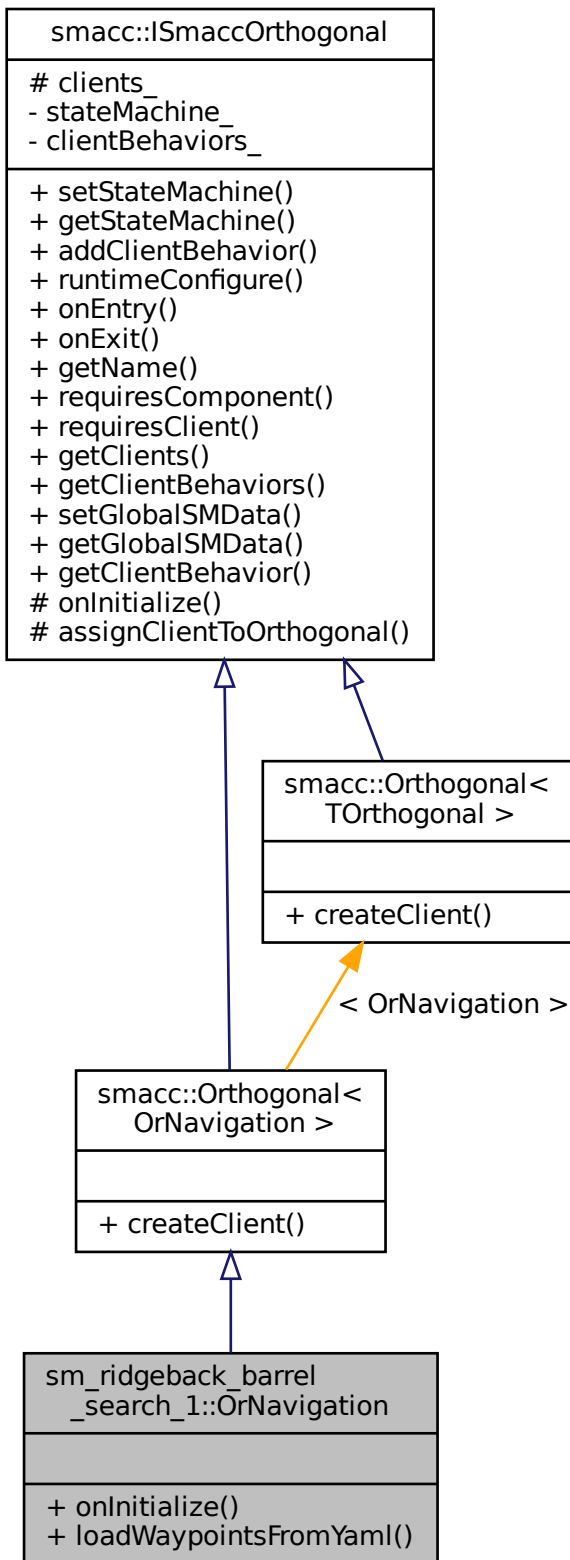 smacc::ISmaccOrthogonal
# clients_
- stateMachine_
- clientBehaviors_
+ setStateMachine()
+ getStateMachine()
+ addClientBehavior()
+ runtimeConfigure()
+ onEntry()
+ onExit()
+ getName()
+ requiresComponent()
+ requiresClient()
+ getClients()
+ getClientBehaviors()
+ setGlobalSMData()
+ getGlobalSMData()
+ getClientBehavior()
# onInitialize()
# assignClientToOrthogonal()
smacc::Orthogonal<
TOrthogonal >
+ createClient()
< OrNavigation >
smacc::Orthogonal<
OrNavigation >
+ createClient()
sm_ridgeback_barrel
_search_1::OrNavigation
+ onInitialize()
+ loadWaypointsFromYaml()